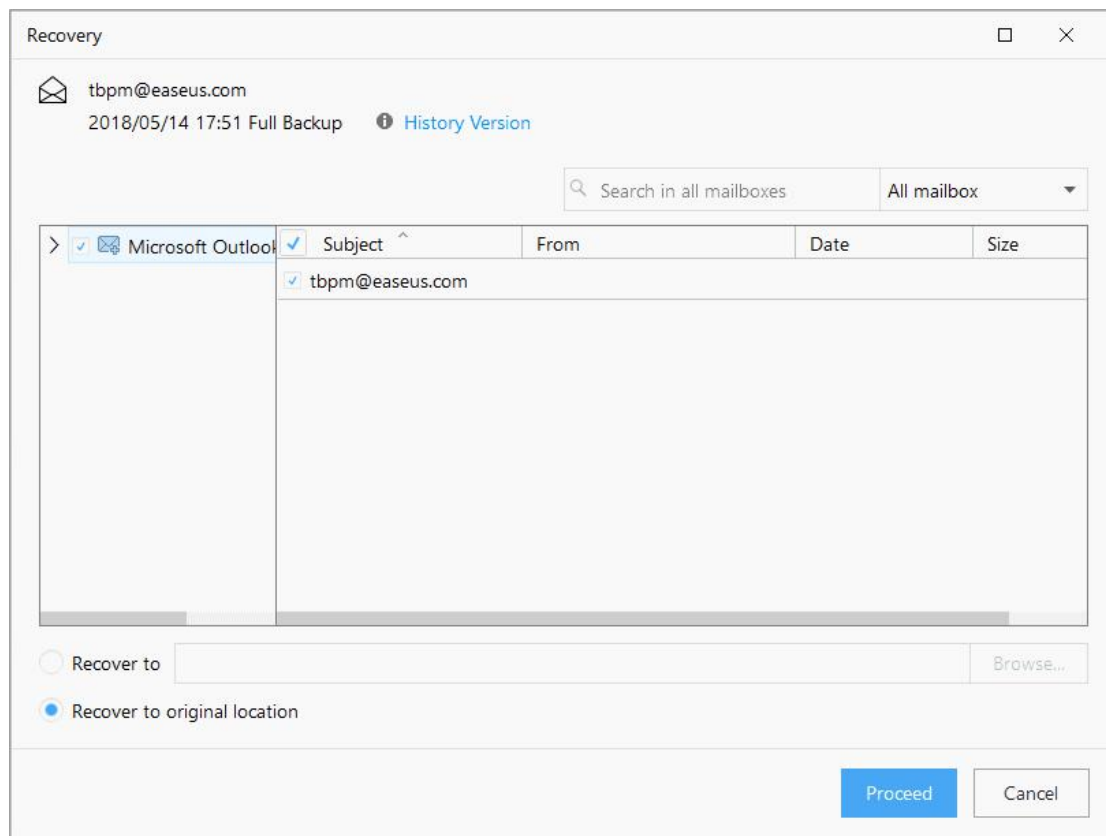 Recovery
tbpm@easeus.com
2018/05/14 17:51 Full Backup History Version
Search in all mailboxes All mailbox
Microsoft Outlook Subject From Date Size
tbpm@easeus.com
Recover to Browse...
Recover to original location
Proceed Cancel